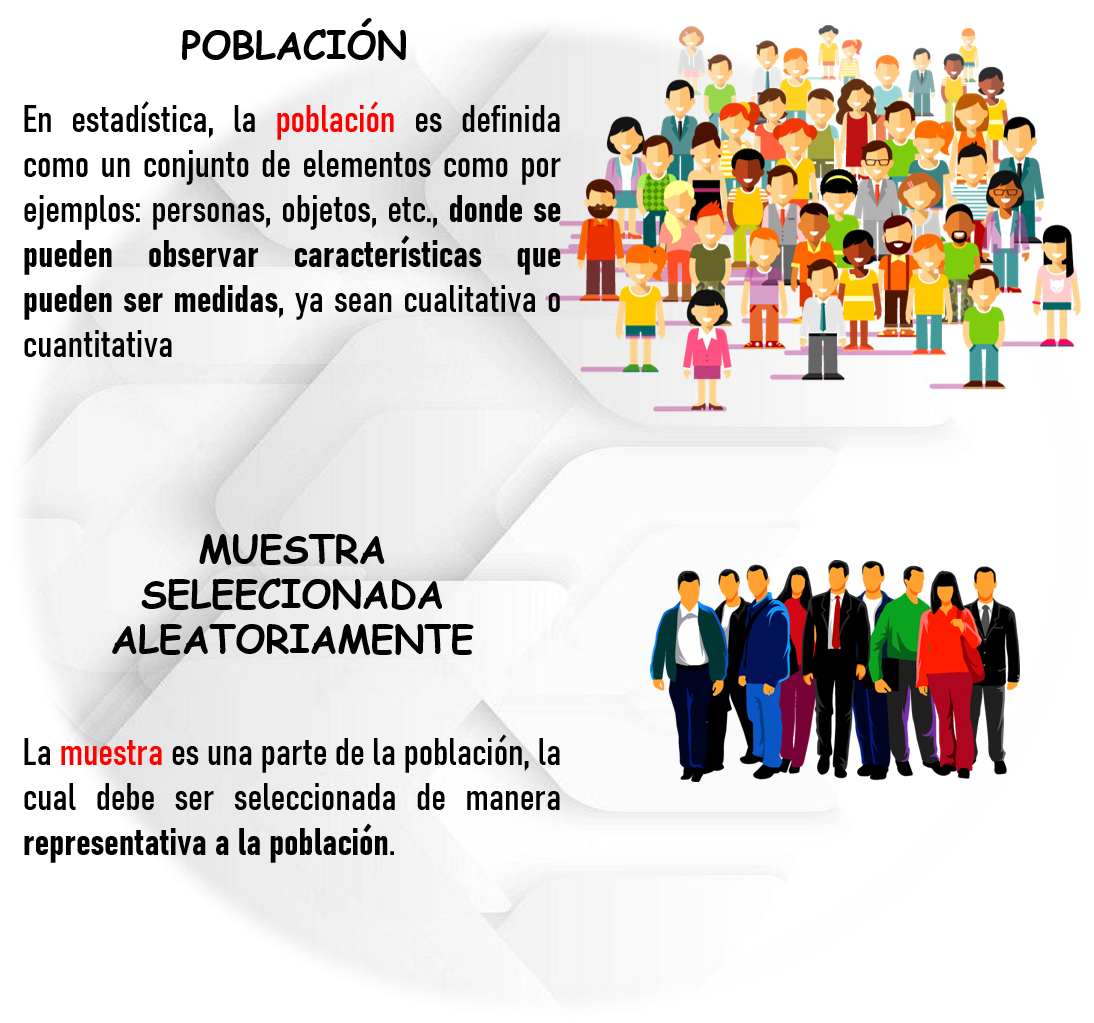 POBLACIÓN
En estadística, la población es definida
como un conjunto de elementos como por
ejemplos: personas, objetos, etc., donde se
pueden observar características que
pueden ser medidas, ya sean cualitativa o
cuantitativa
MUESTRA
SELEECIONADA
ALEATORIAMENTE
La muestra es una parte de la población, la
cual debe ser seleccionada de manera
representativa a la población.